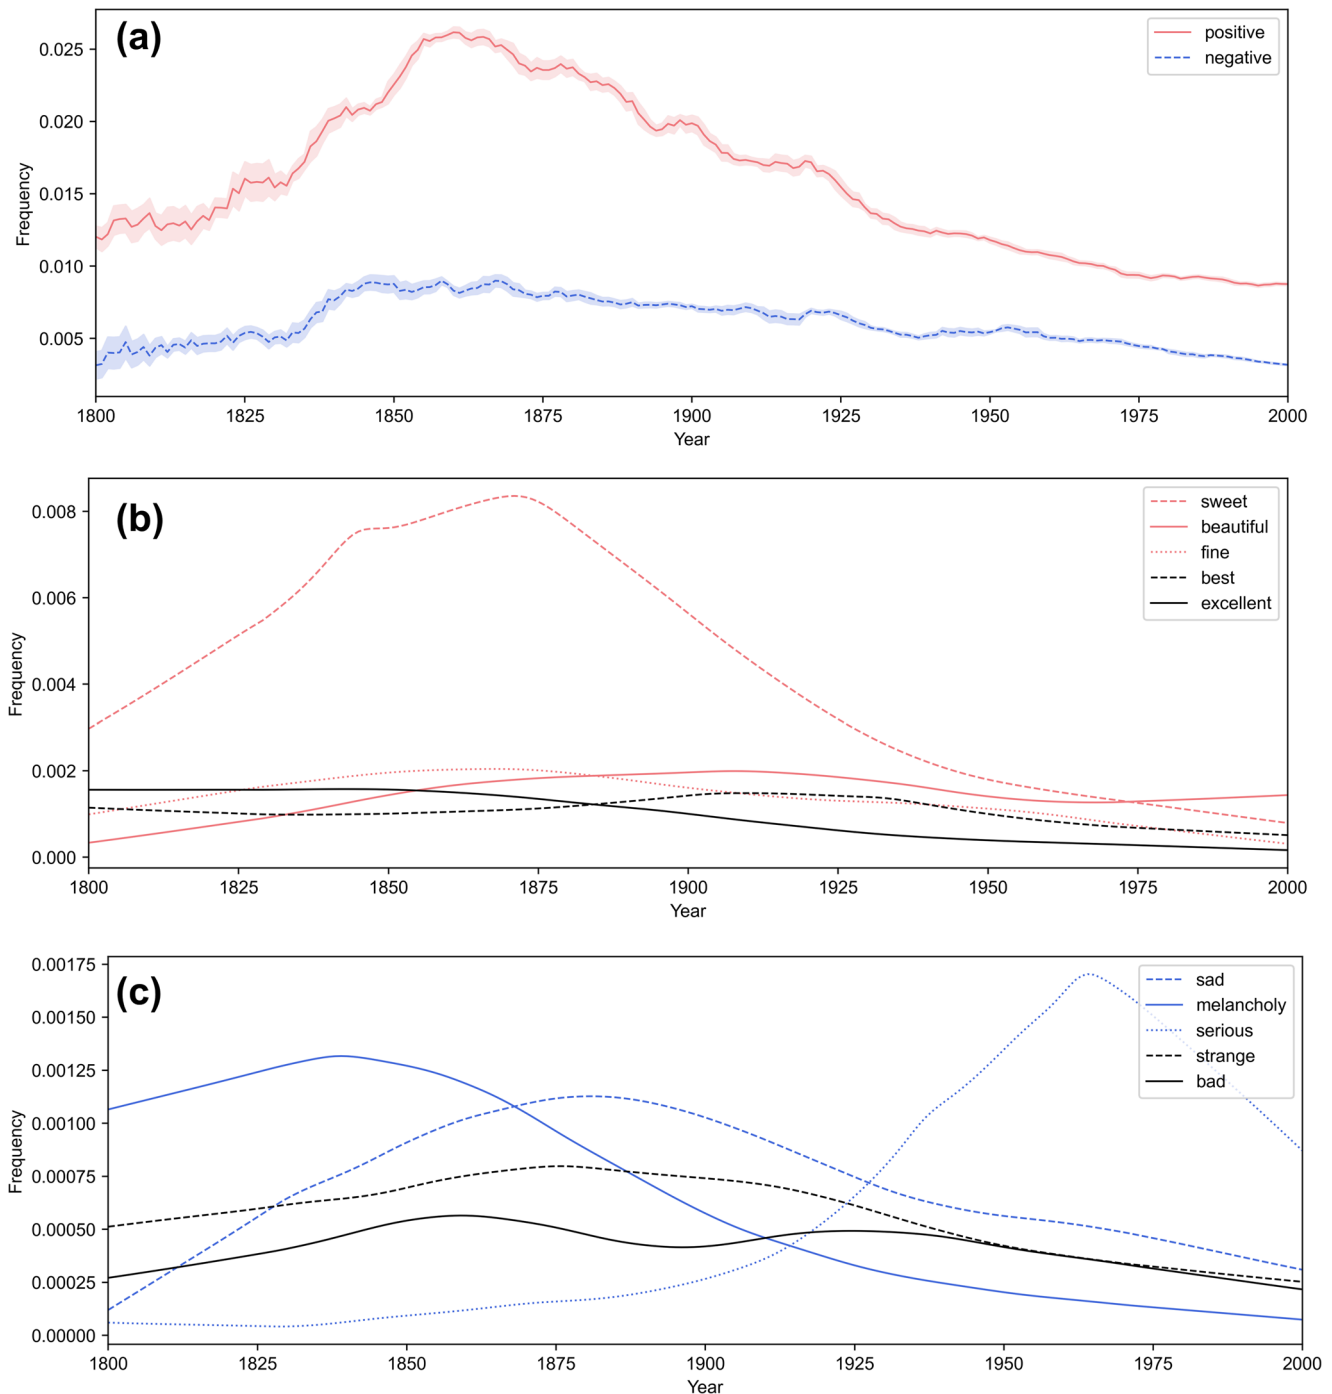 (a)
positive
negative
0.025
0.020
0.015
0.010
0.005
Frequency
1800 1825 1850 1875 1900 1925 1950 1975 2000
Year
(b)
sweet
beautiful
fine
best
excellent
0.008
0.006
0.004
0.002
0.000
Frequency
1800 1825 1850 1875 1900 1925 1950 1975 2000
Year
(c)
sad
melancholy
serious
strange
bad
0.00175
0.00150
0.00125
0.00100
0.00075
0.00050
0.00025
0.00000
Frequency
1800 1825 1850 1875 1900 1925 1950 1975 2000
Year